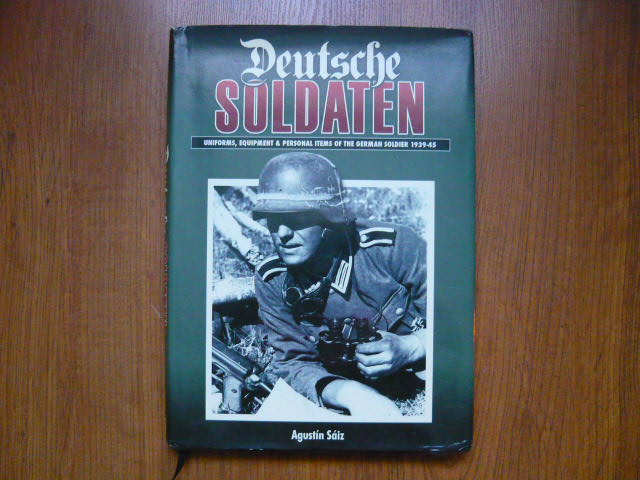 Deutsche
SOLDATEN
UNIFORMS, EQUIPMENT & PERSONAL ITEMS OF THE GERMAN SOLDIER 1939-45
Agustín Sáiz